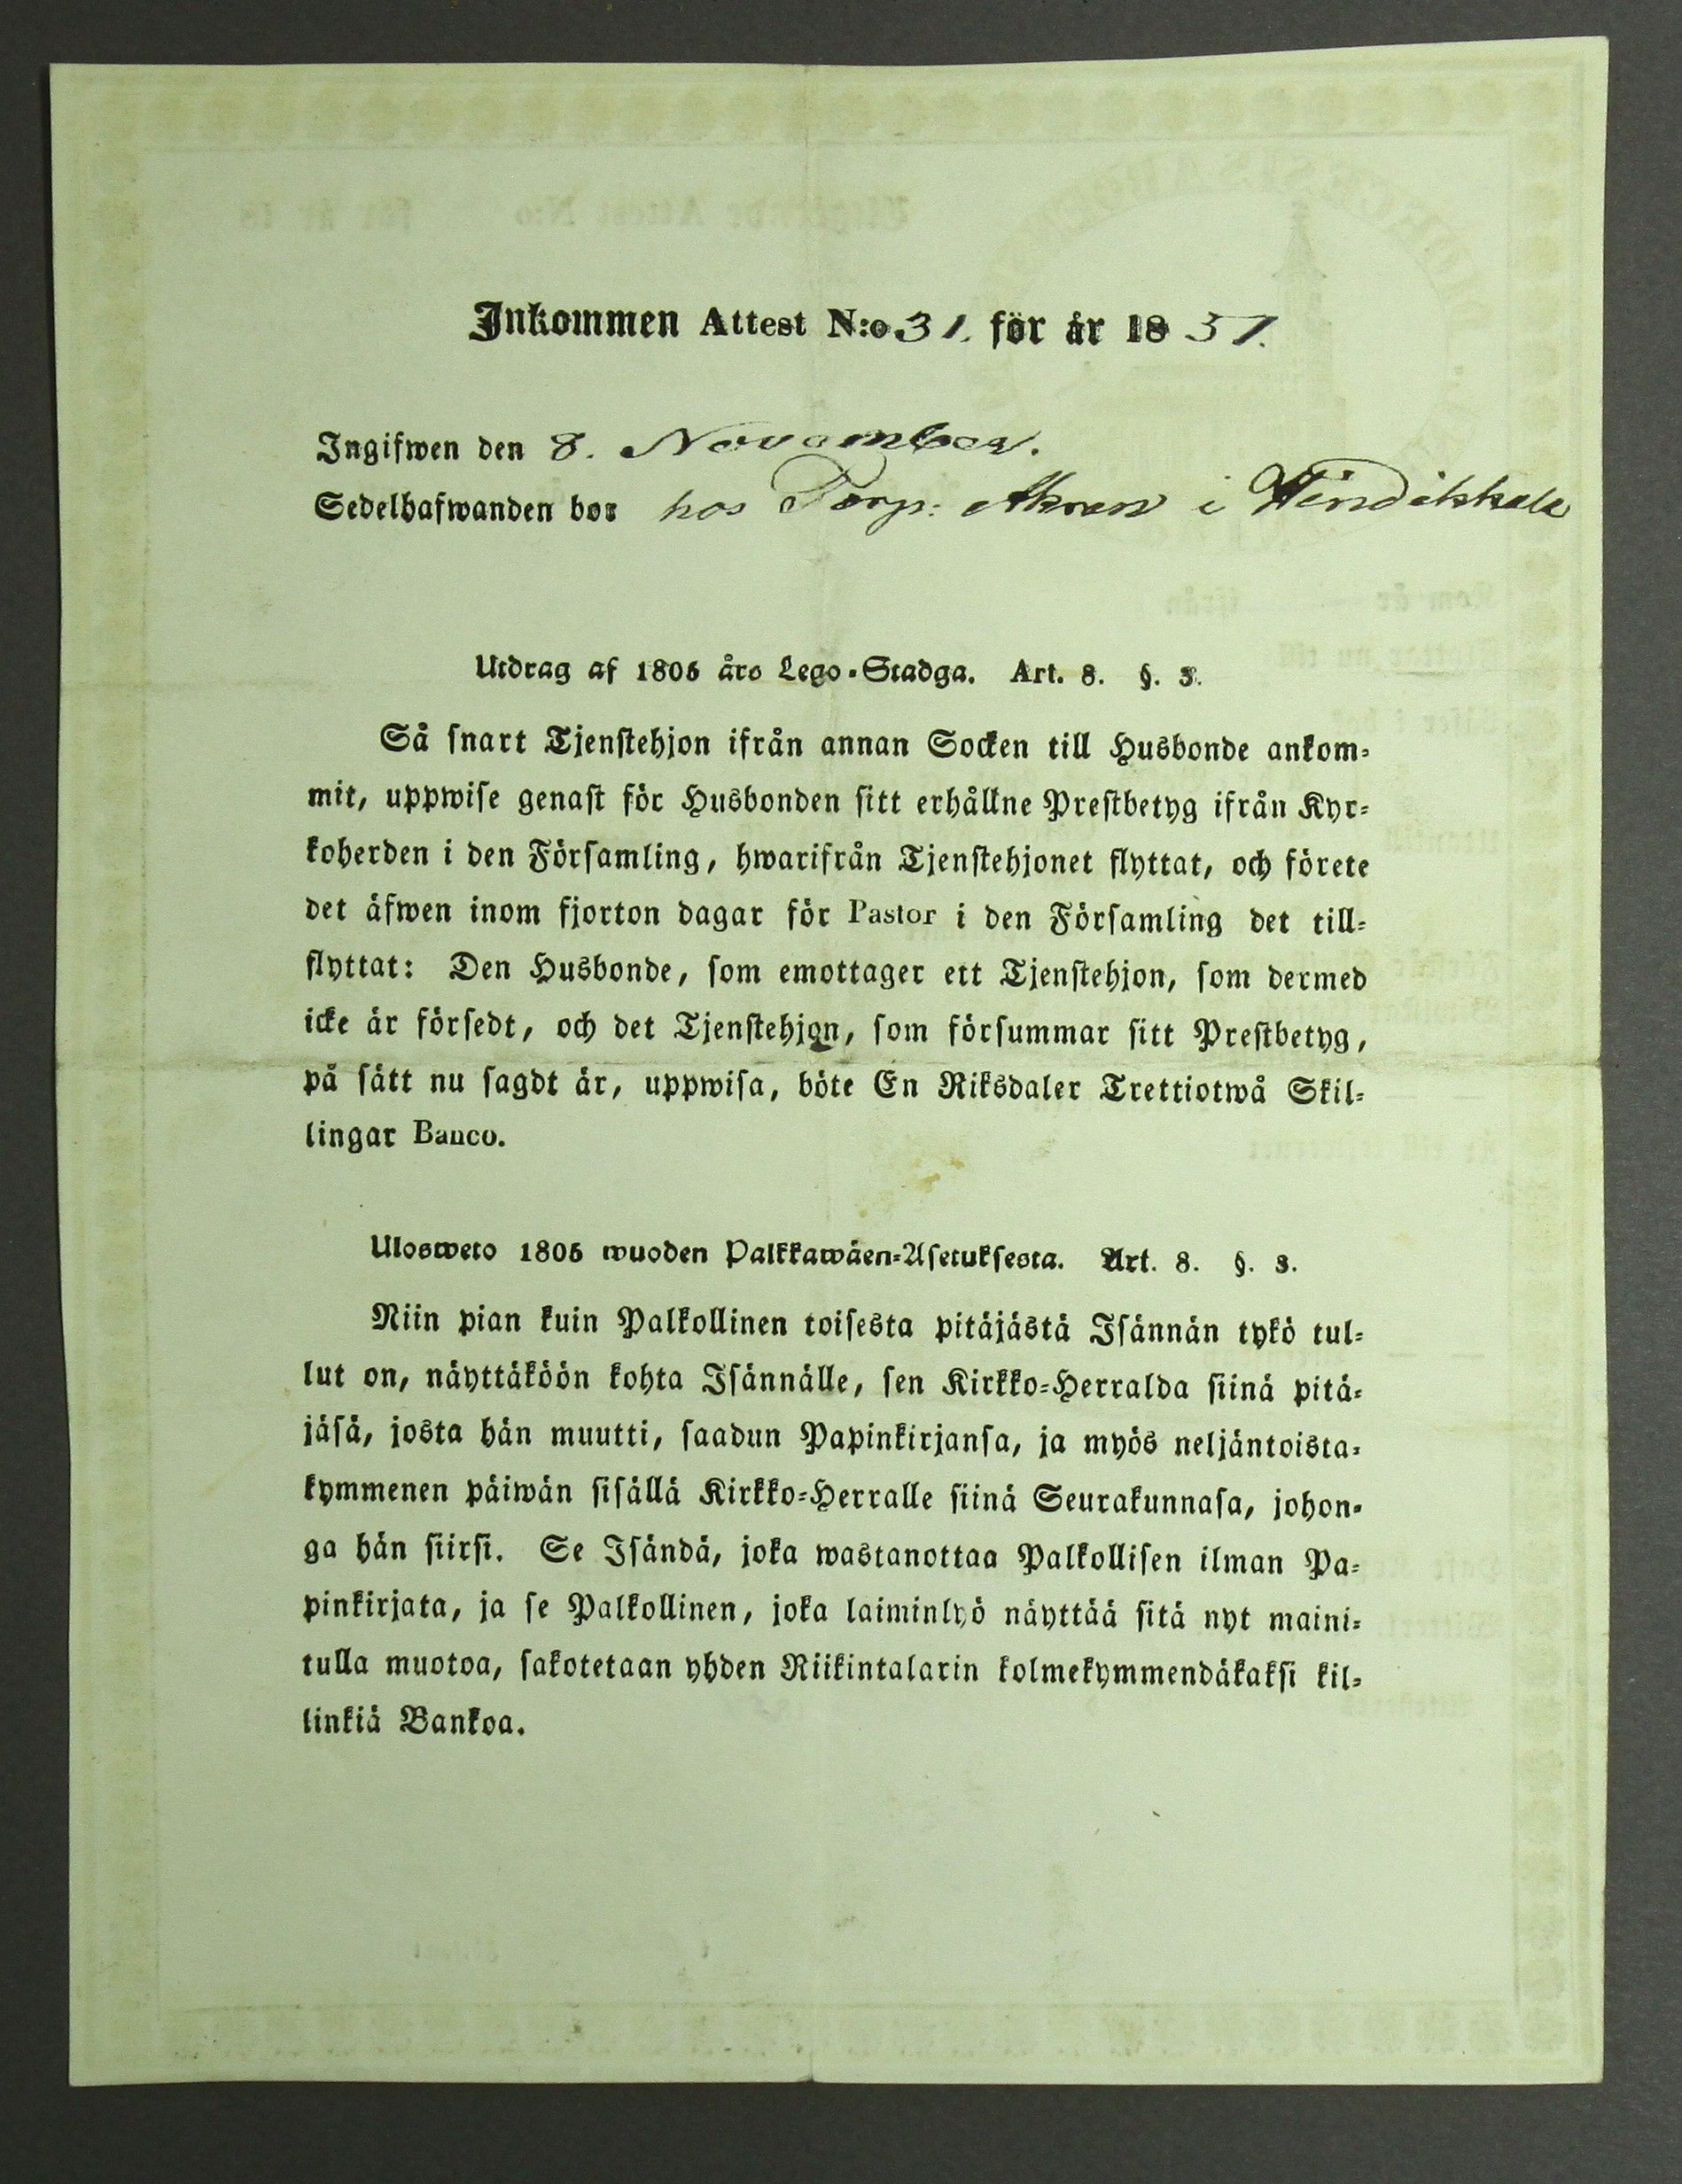 Inkommen Attest N:o 31. för år 1857.
Ingifwen den 8. November.
Sedelhafwanden bor hos Torp: Akren i Hindikkala
Utdrag af 1805 års Lego-Stadga. Art. 8. §. 3.
Så snart Tjenstehjon ifrån annan Socken till Husbonde ankom-
mit, uppwise genast för Husbonden sitt erhållne Prestbetyg ifrån Kyr-
koherden i den Församling, hwarifrån Tjenstehjonet flyttat, och förete
det äfwen inom fjorton dagar för Pastor i den Församling det till-
flyttat: Den Husbonde, som emottager ett Tjenstehjon, som dermed
icke är försedt, och det Tjenstehjon, som försummar sitt Prestbetyg,
på sätt nu sagdt är, uppwisa, böte En Riksdaler Trettiotwå Skil-
lingar Banco.
Ulosweto 1805 wuoden Palkkawäen-Asetuksesta. Art. 8. §. 3.
Niin pian kuin Palkollinen toisesta pitäjästä Isännän tykö tul-
lut on, näyttäköön kohta Isännälle, sen Kirkko-Herralda siinä pitä-
jäsä, josta hän muutti, saadun Papinkirjansa, ja myös neljäntoista-
kymmenen päiwän sisällä Kirkko-Herralle siinä Seurakunnasa, johon-
ga hän siirsi. Se Isändä, joka wastanottaa Palkollisen ilman Pa-
pinkirjata, ja se Palkollinen, joka laiminlyö näyttää sitä nyt maini-
tulla muotoa, sakotetaan yhden Riikintalarin kolmekymmendäkaksi kil-
linkiä Bankoa.